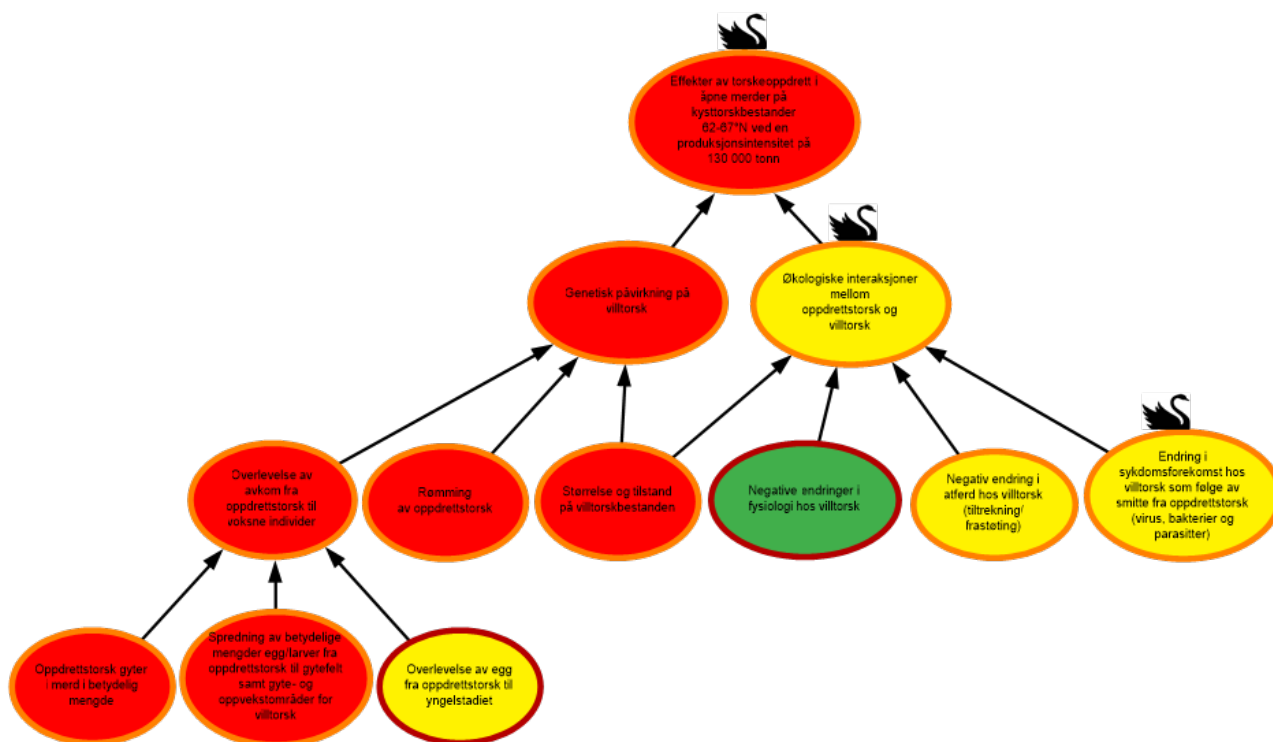 Effekter av torskeoppdrett i
åpne merder på
kysttorskbestander
62-67°N ved en
produksjonsintensitet på
130 000 tonn
Genetisk påvirkning på
villtorsk
Økologiske interaksjoner
mellom
oppdrettstorsk og
villtorsk
Overlevelse av
avkom fra
oppdrettstorsk til
voksne individer
Rømming
av oppdrettstorsk
Størrelse og tilstand
på villtorskbestanden
Negative endringer i
fysiologi hos villtorsk
Negativ endring i
atferd hos villtorsk
(tiltrekning/
frastøting)
Endring i
sykdomsforekomst hos
villtorsk som følge av
smitte fra oppdrettstorsk
(virus, bakterier og
parasitter)
Oppdrettstorsk gyter
i merd i betydelig
mengde
Spredning av betydelige
mengder egg/larver fra
oppdrettstorsk til gytefelt
samt gyte- og
oppvekstområder for
villtorsk
Overlevelse av egg
fra oppdrettstorsk til
yngelstadiet